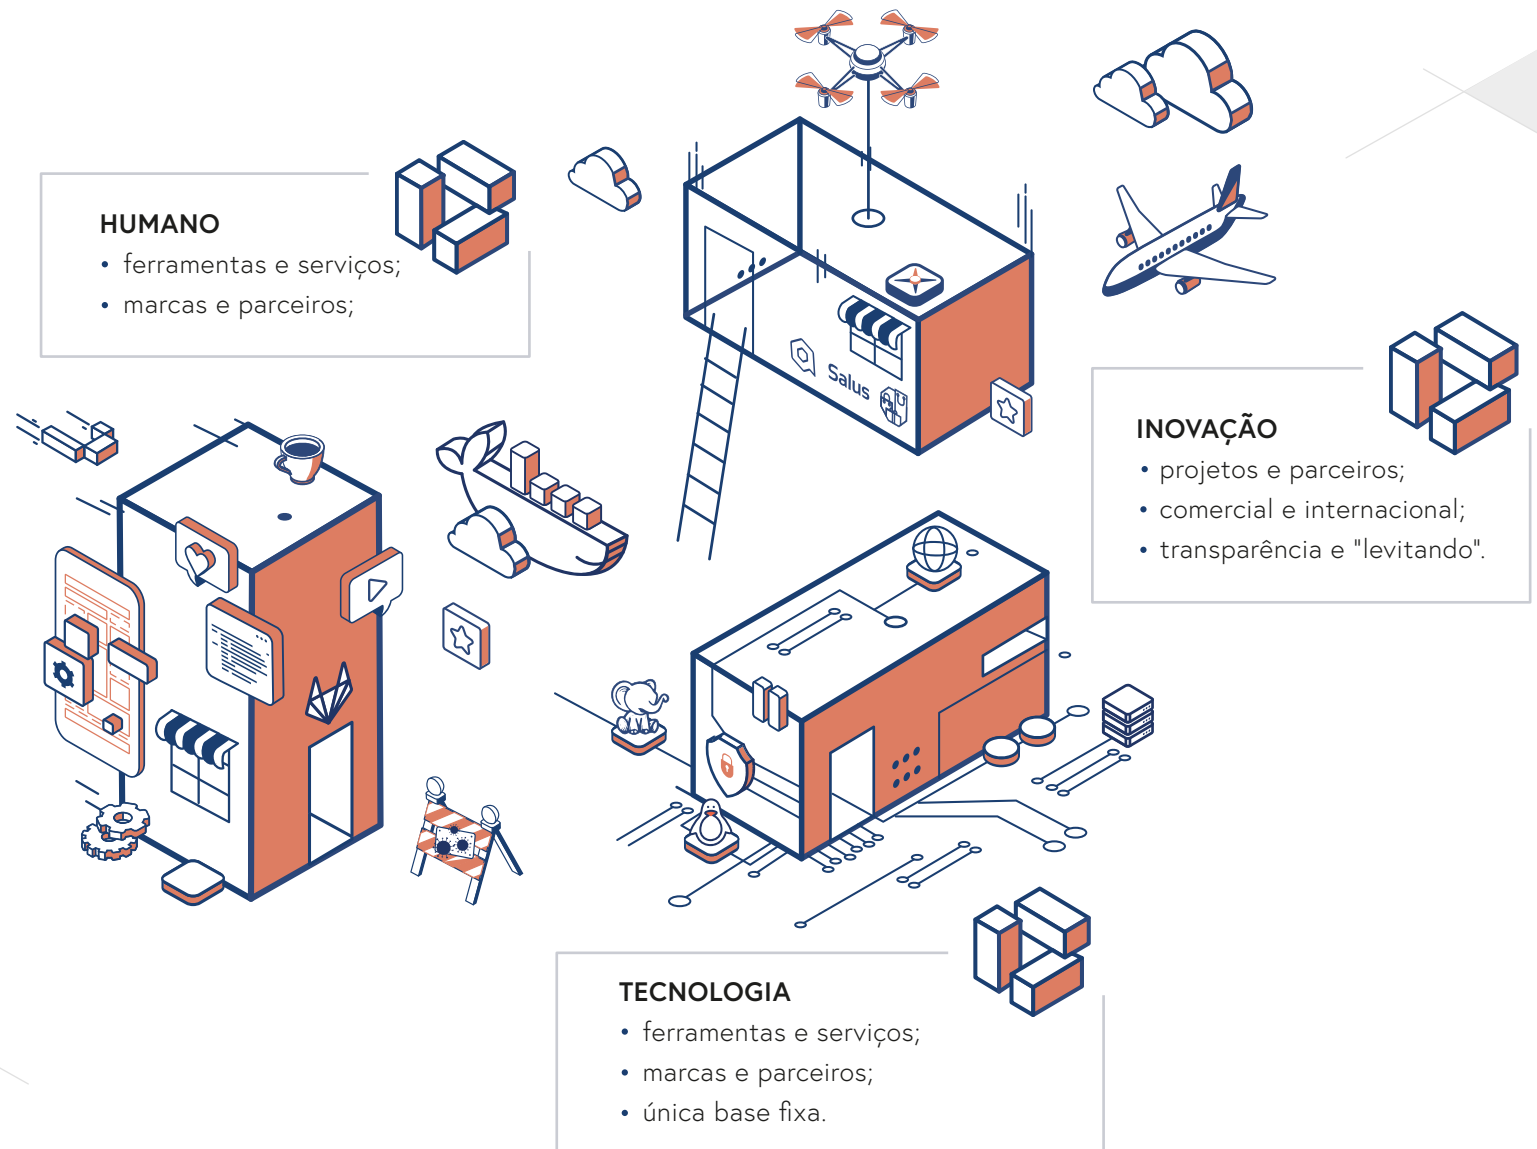 HUMANO
• ferramentas e serviços;
• marcas e parceiros;
Salus
INOVAÇÃO
• projetos e parceiros;
• comercial e internacional;
• transparência e "levitando".
TECNOLOGIA
• ferramentas e serviços;
• marcas e parceiros;
• única base fixa.